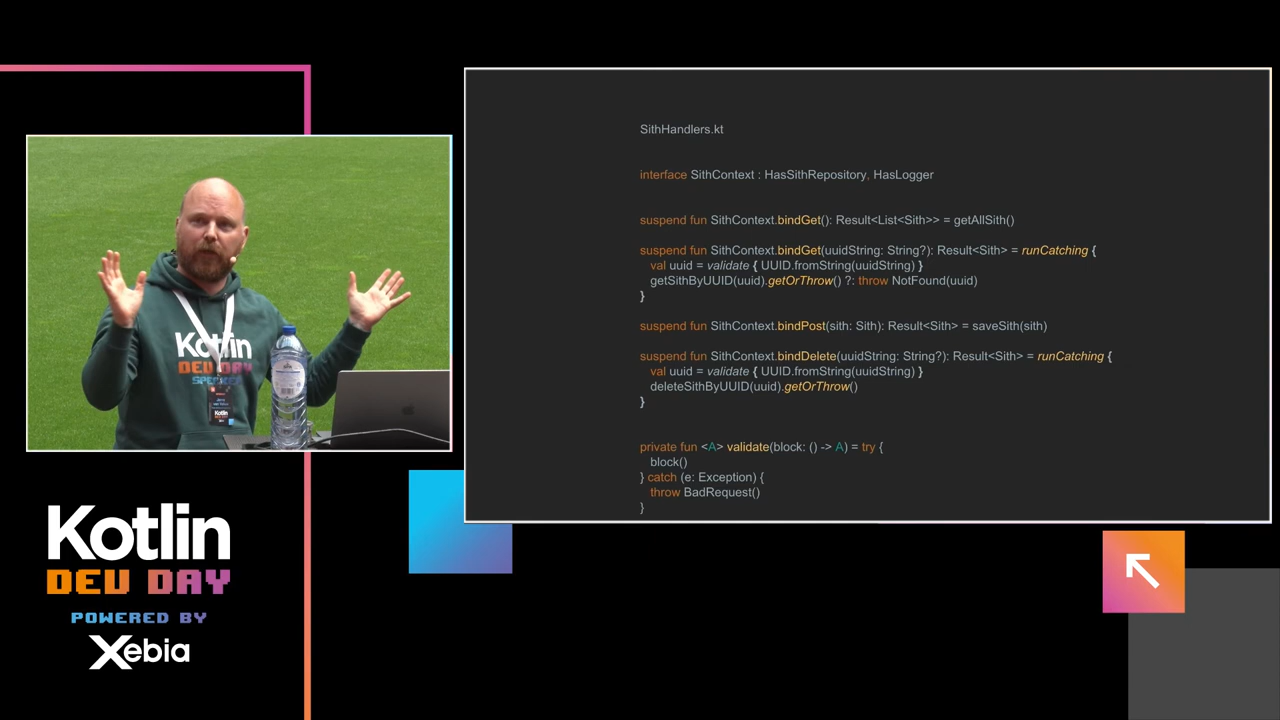 SithHandlers.kt
interface SithContext : HasSithRepository, HasLogger
suspend fun SithContext.bindGet(): Result<List<Sith>> = getAllSith()
suspend fun SithContext.bindGet(uuidString: String?): Result<Sith> = runCatching {
val uuid = validate { UUID.fromString(uuidString) }
getSithByUUID(uuid).getOrThrow() ?: throw NotFound(uuid)
}
suspend fun SithContext.bindPost(sith: Sith): Result<Sith> = saveSith(sith)
suspend fun SithContext.bindDelete(uuidString: String?): Result<Sith> = runCatching {
val uuid = validate { UUID.fromString(uuidString) }
deleteSithByUUID(uuid).getOrThrow()
}
private fun <A> validate(block: () -> A) = try {
block()
} catch (e: Exception) {
throw BadRequest()
}
Kotlin
DEV DAY
SPEAKER
Kotlin
DEV DAY
POWERED BY
Xebia